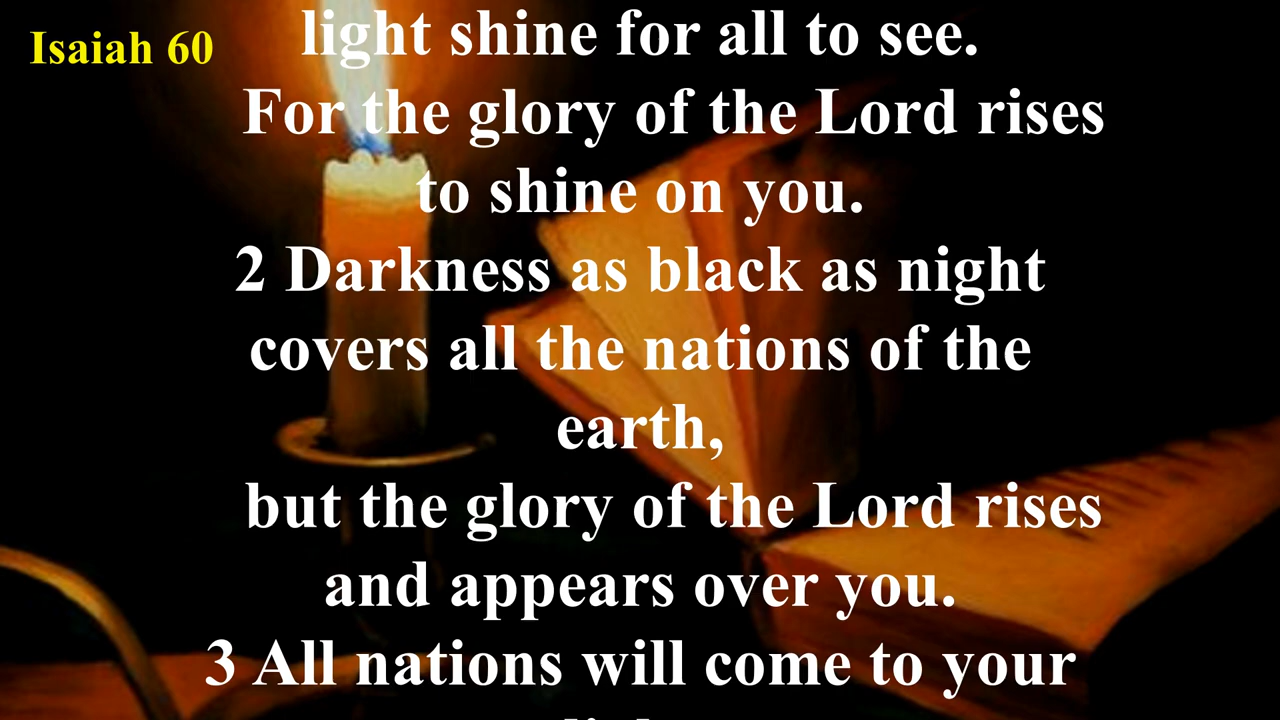 Isaiah 60
light shine for all to see.
For the glory of the Lord rises
to shine on you.
2 Darkness as black as night
covers all the nations of the
earth,
but the glory of the Lord rises
and appears over you.
3 All nations will come to your